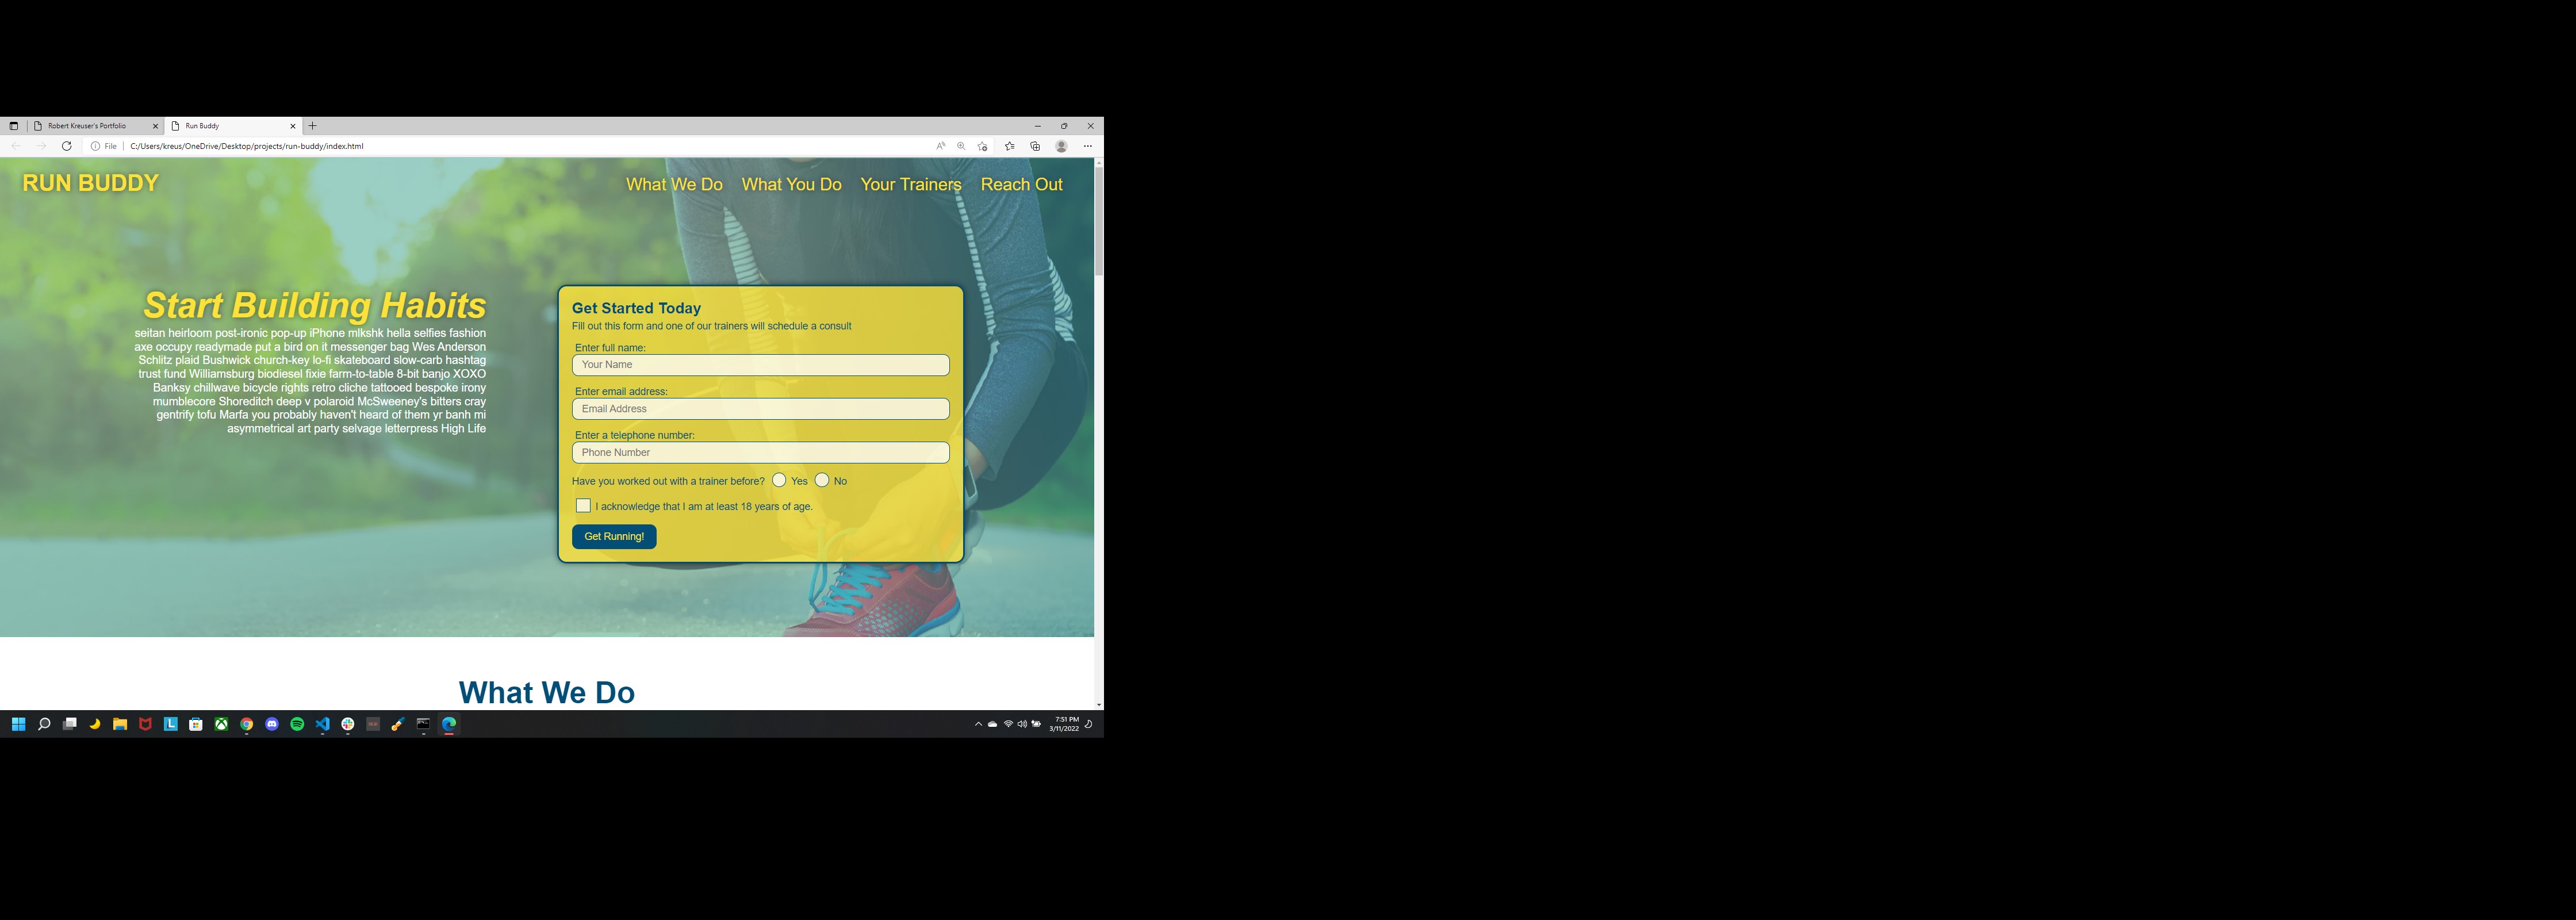 Robert Kreuser's Portfolio
Run Buddy
File
C:/Users/kreus/OneDrive/Desktop/projects/run-buddy/index.html
RUN BUDDY
What We Do What You Do Your Trainers Reach Out
Start Building Habits
seitan heirloom post-ironic pop-up iPhone mlkshk hella selfies fashion
axe occupy readymade put a bird on it messenger bag Wes Anderson
Schlitz plaid Bushwick church-key lo-fi skateboard slow-carb hashtag
trust fund Williamsburg biodiesel fixie farm-to-table 8-bit banjo XOXO
Banksy chillwave bicycle rights retro cliche tattooed bespoke irony
mumblecore Shoreditch deep v polaroid McSweeney's bitters cray
gentrify tofu Marfa you probably haven't heard of them yr banh mi
asymmetrical art party selvage letterpress High Life
Get Started Today
Fill out this form and one of our trainers will schedule a consult
Enter full name:
Your Name
Enter email address:
Email Address
Enter a telephone number:
Phone Number
Have you worked out with a trainer before? Yes No
I acknowledge that I am at least 18 years of age.
Get Running!
What We Do
7:51 PM
3/11/2022